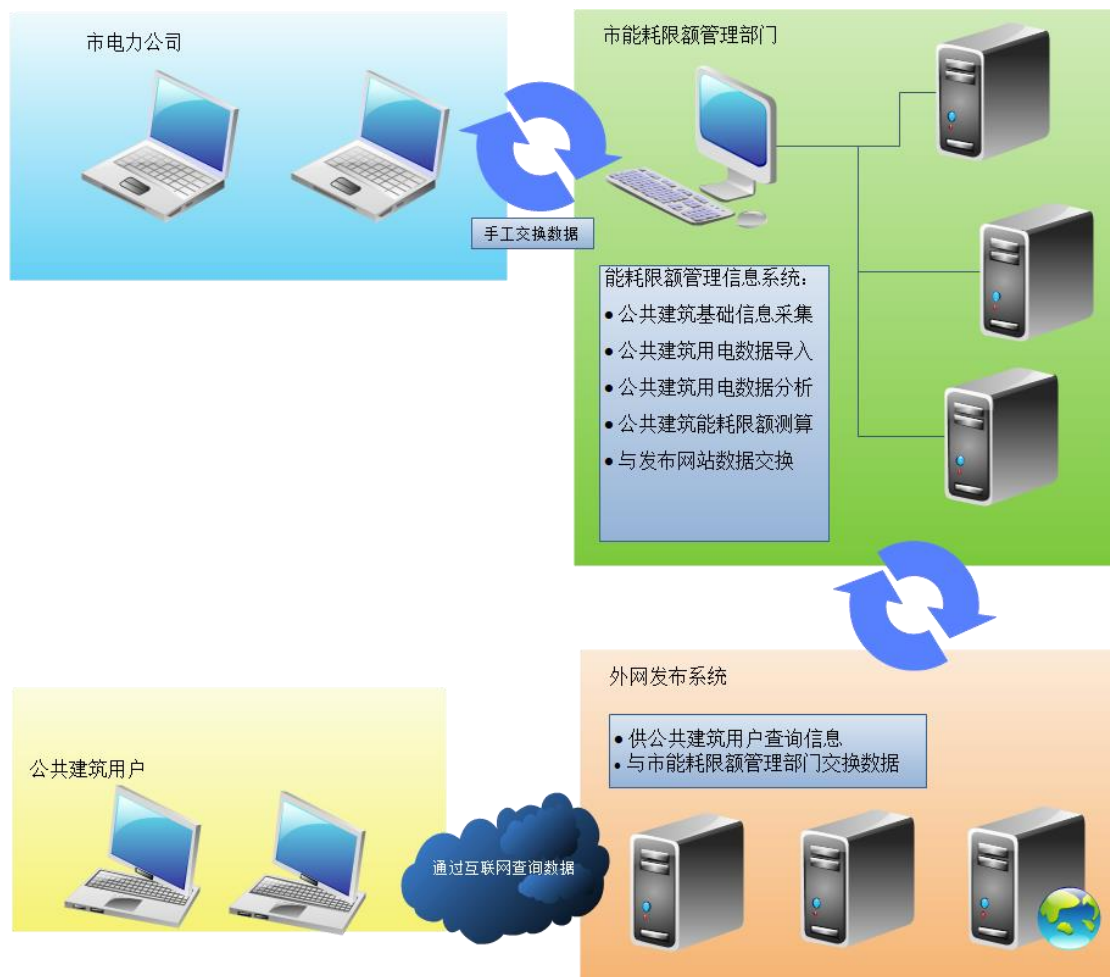 市电力公司
市能耗限额管理部门
手工交换数据
能耗限额管理信息系统：
●公共建筑基础信息采集
●公共建筑用电数据导入
●公共建筑用电数据分析
●公共建筑能耗限额测算
●与发布网站数据交换
外网发布系统
●供公共建筑用户查询信息
●与市能耗限额管理部门交换数据
公共建筑用户
通过互联网查询数据